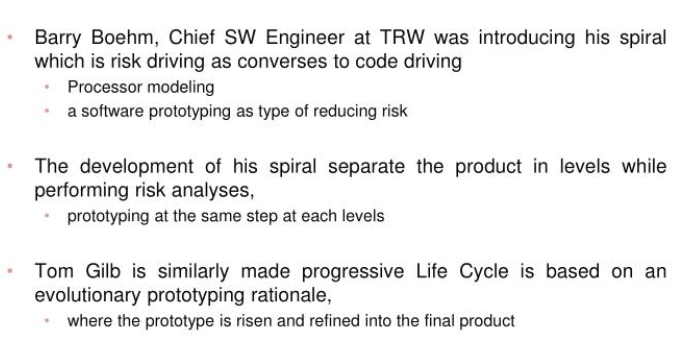 • Barry Boehm, Chief SW Engineer at TRW was introducing his spiral
which is risk driving as converses to code driving
• Processor modeling
• a software prototyping as type of reducing risk
• The development of his spiral separate the product in levels while
performing risk analyses,
• prototyping at the same step at each levels
• Tom Gilb is similarly made progressive Life Cycle is based on an
evolutionary prototyping rationale,
• where the prototype is risen and refined into the final product